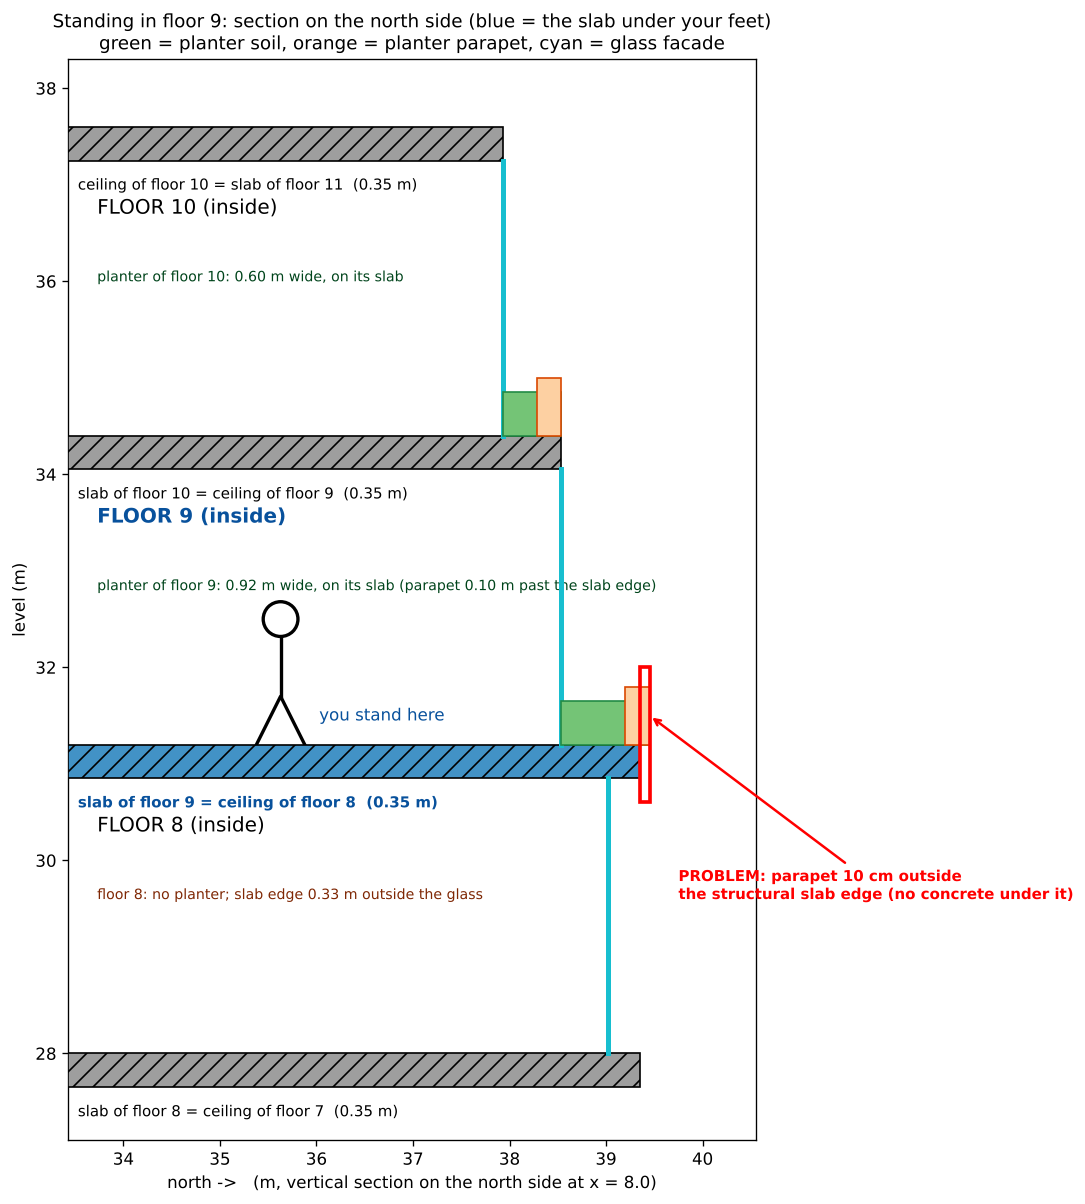 Standing in floor 9: section on the north side (blue = the slab under your feet)
green = planter soil, orange = planter parapet, cyan = glass facade
38
ceiling of floor 10 = slab of floor 11  (0.35 m)
FLOOR 10 (inside)
36
planter of floor 10: 0.60 m wide, on its slab
34
slab of floor 10 = ceiling of floor 9  (0.35 m)
FLOOR 9 (inside)
planter of floor 9: 0.92 m wide, on its slab (parapet 0.10 m past the slab edge)
level (m)
32
you stand here
slab of floor 9 = ceiling of floor 8  (0.35 m)
FLOOR 8 (inside)
30
PROBLEM: parapet 10 cm outside
the structural slab edge (no concrete under it)
floor 8: no planter; slab edge 0.33 m outside the glass
28
slab of floor 8 = ceiling of floor 7  (0.35 m)
34 35 36 37 38 39 40
north ->   (m, vertical section on the north side at x = 8.0)